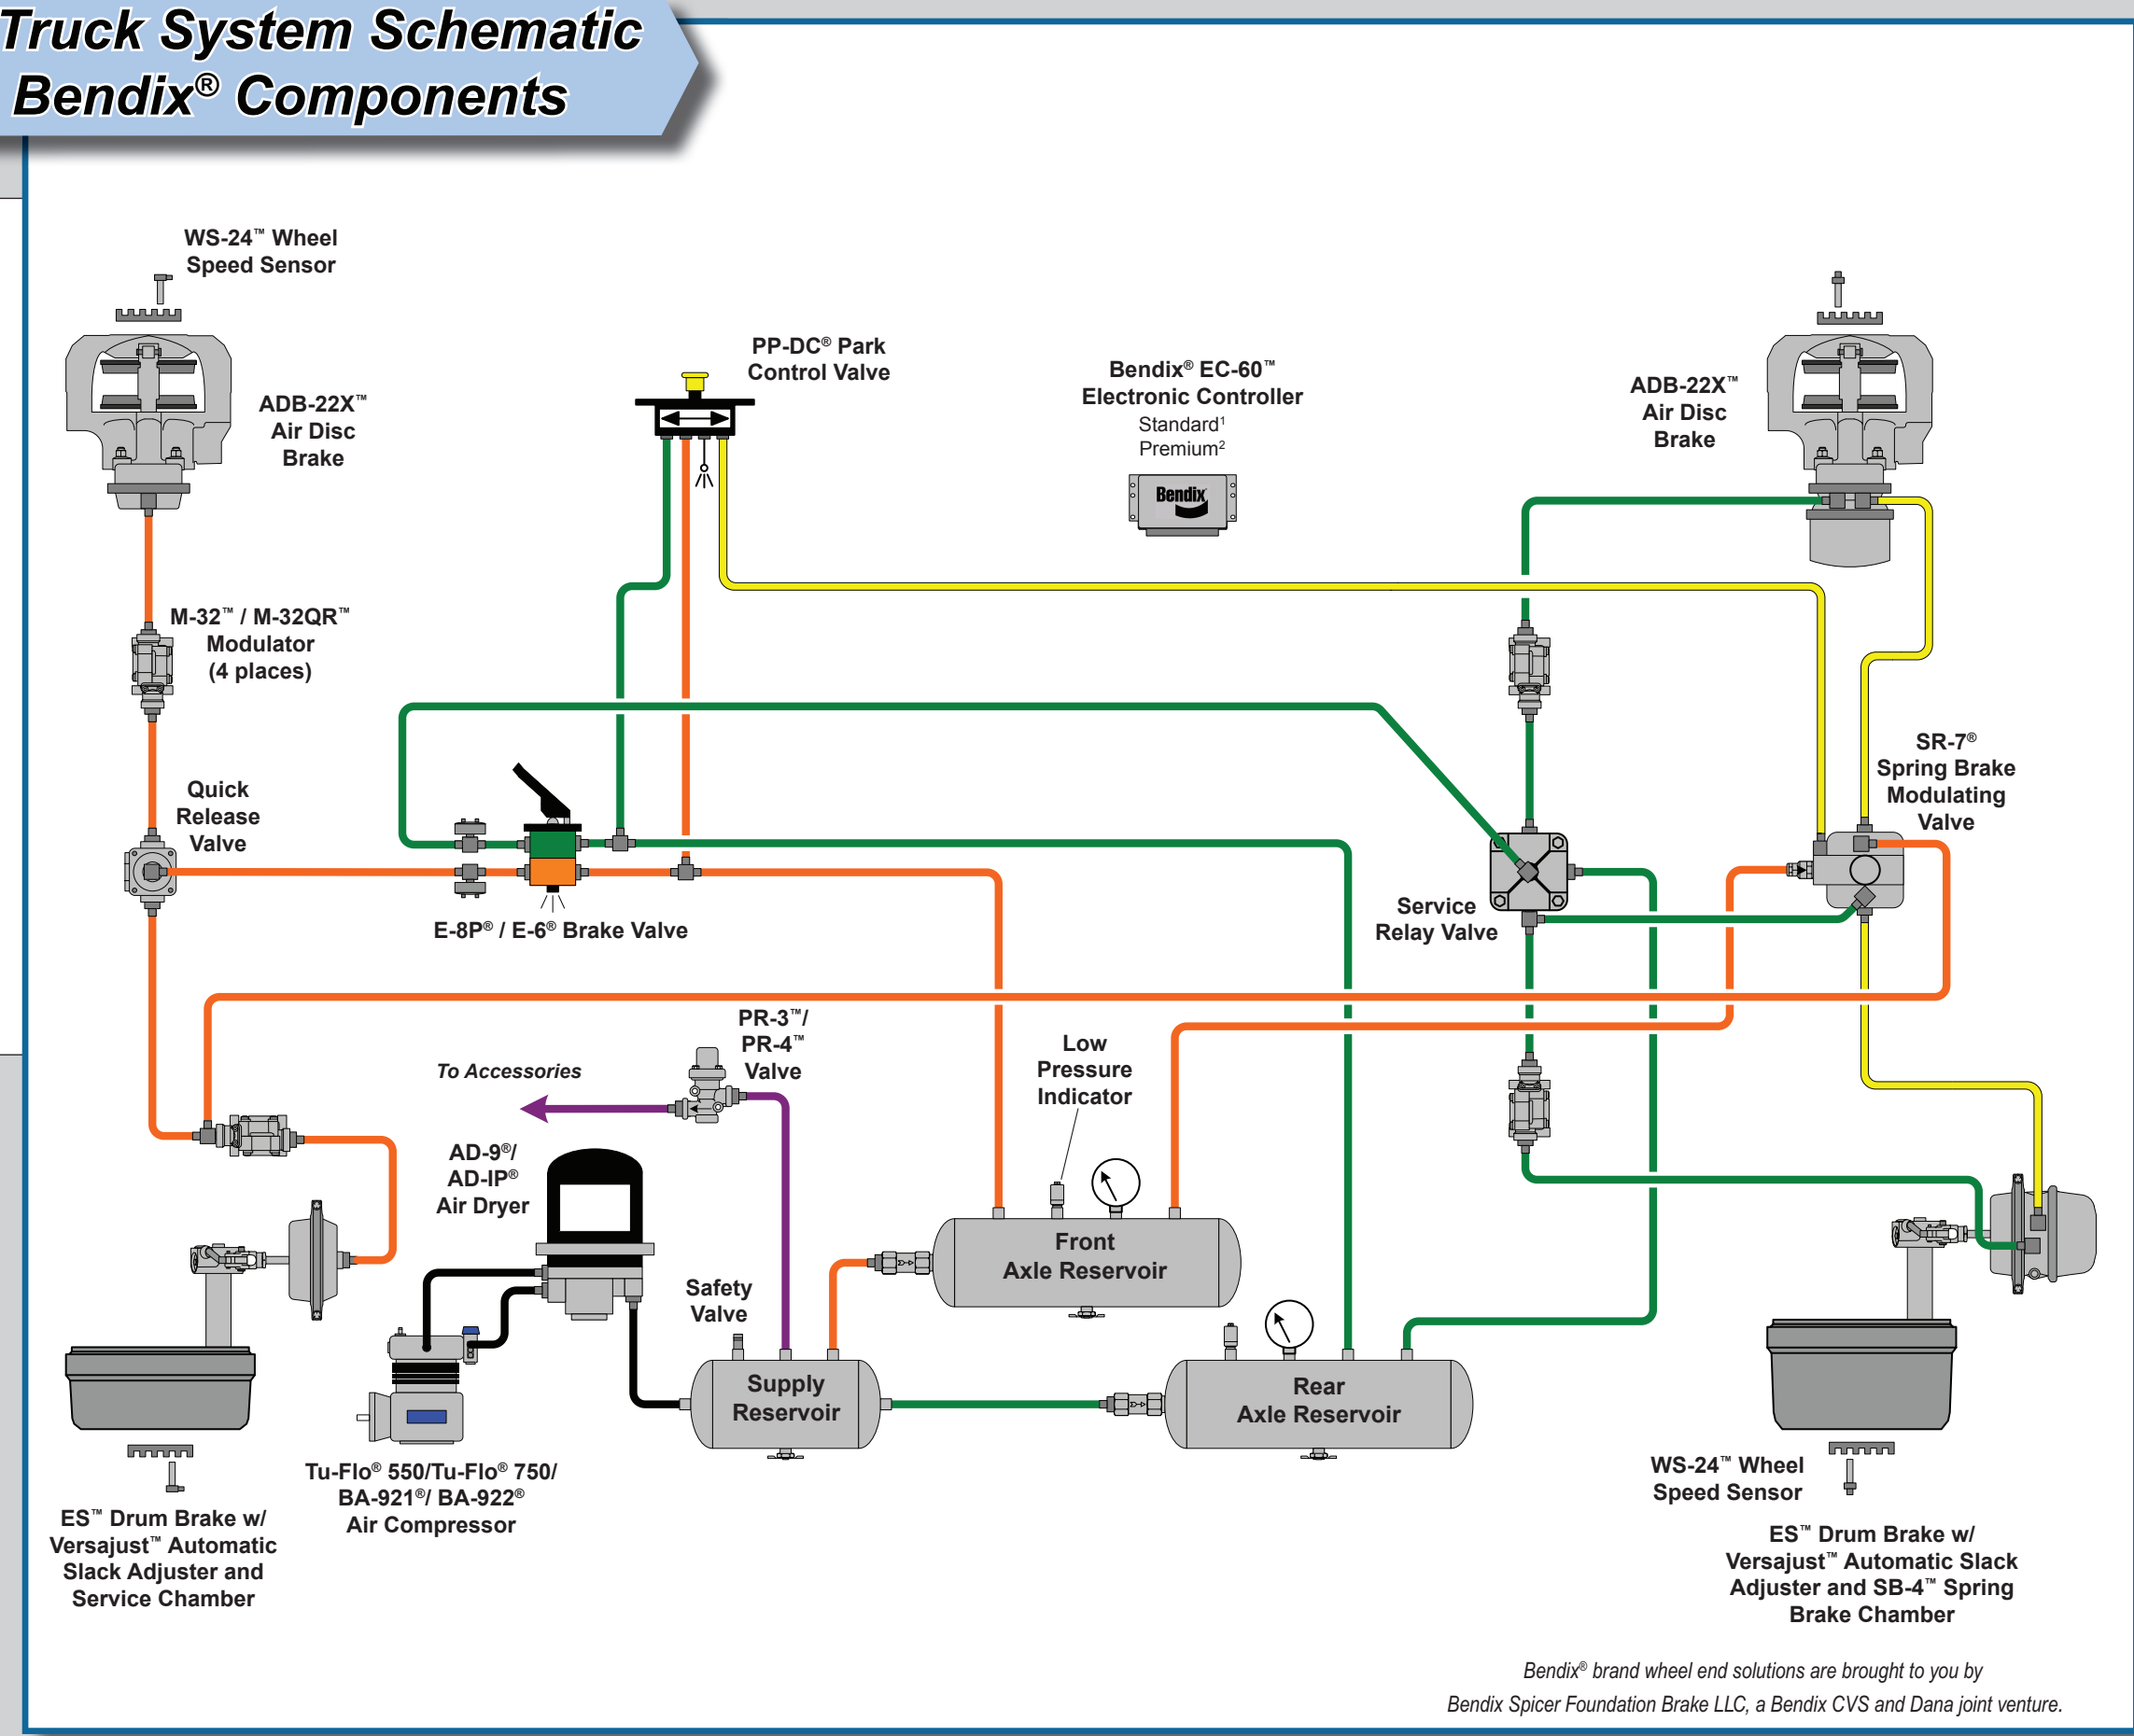 Truck System Schematic
Bendix® Components
WS-24™ Wheel
Speed Sensor
ADB-22X™
Air Disc
Brake
PP-DC® Park
Control Valve
Bendix® EC-60™
Electronic Controller
Standard¹
Premium²
Bendix
ADB-22X™
Air Disc
Brake
M-32™ / M-32QR™
Modulator
(4 places)
Quick
Release
Valve
E-8P® / E-6® Brake Valve
SR-7®
Spring Brake
Modulating
Valve
Service
Relay Valve
PR-3™/
PR-4™
Valve
To Accessories
Low
Pressure
Indicator
AD-9®/
AD-IP®
Air Dryer
Front
Axle Reservoir
Safety
Valve
Supply
Reservoir
Rear
Axle Reservoir
Tu-Flo® 550/Tu-Flo® 750/
BA-921®/ BA-922®
Air Compressor
ES™ Drum Brake w/
Versajust™ Automatic
Slack Adjuster and
Service Chamber
WS-24™ Wheel
Speed Sensor
ES™ Drum Brake w/
Versajust™ Automatic Slack
Adjuster and SB-4™ Spring
Brake Chamber
Bendix® brand wheel end solutions are brought to you by
Bendix Spicer Foundation Brake LLC, a Bendix CVS and Dana joint venture.